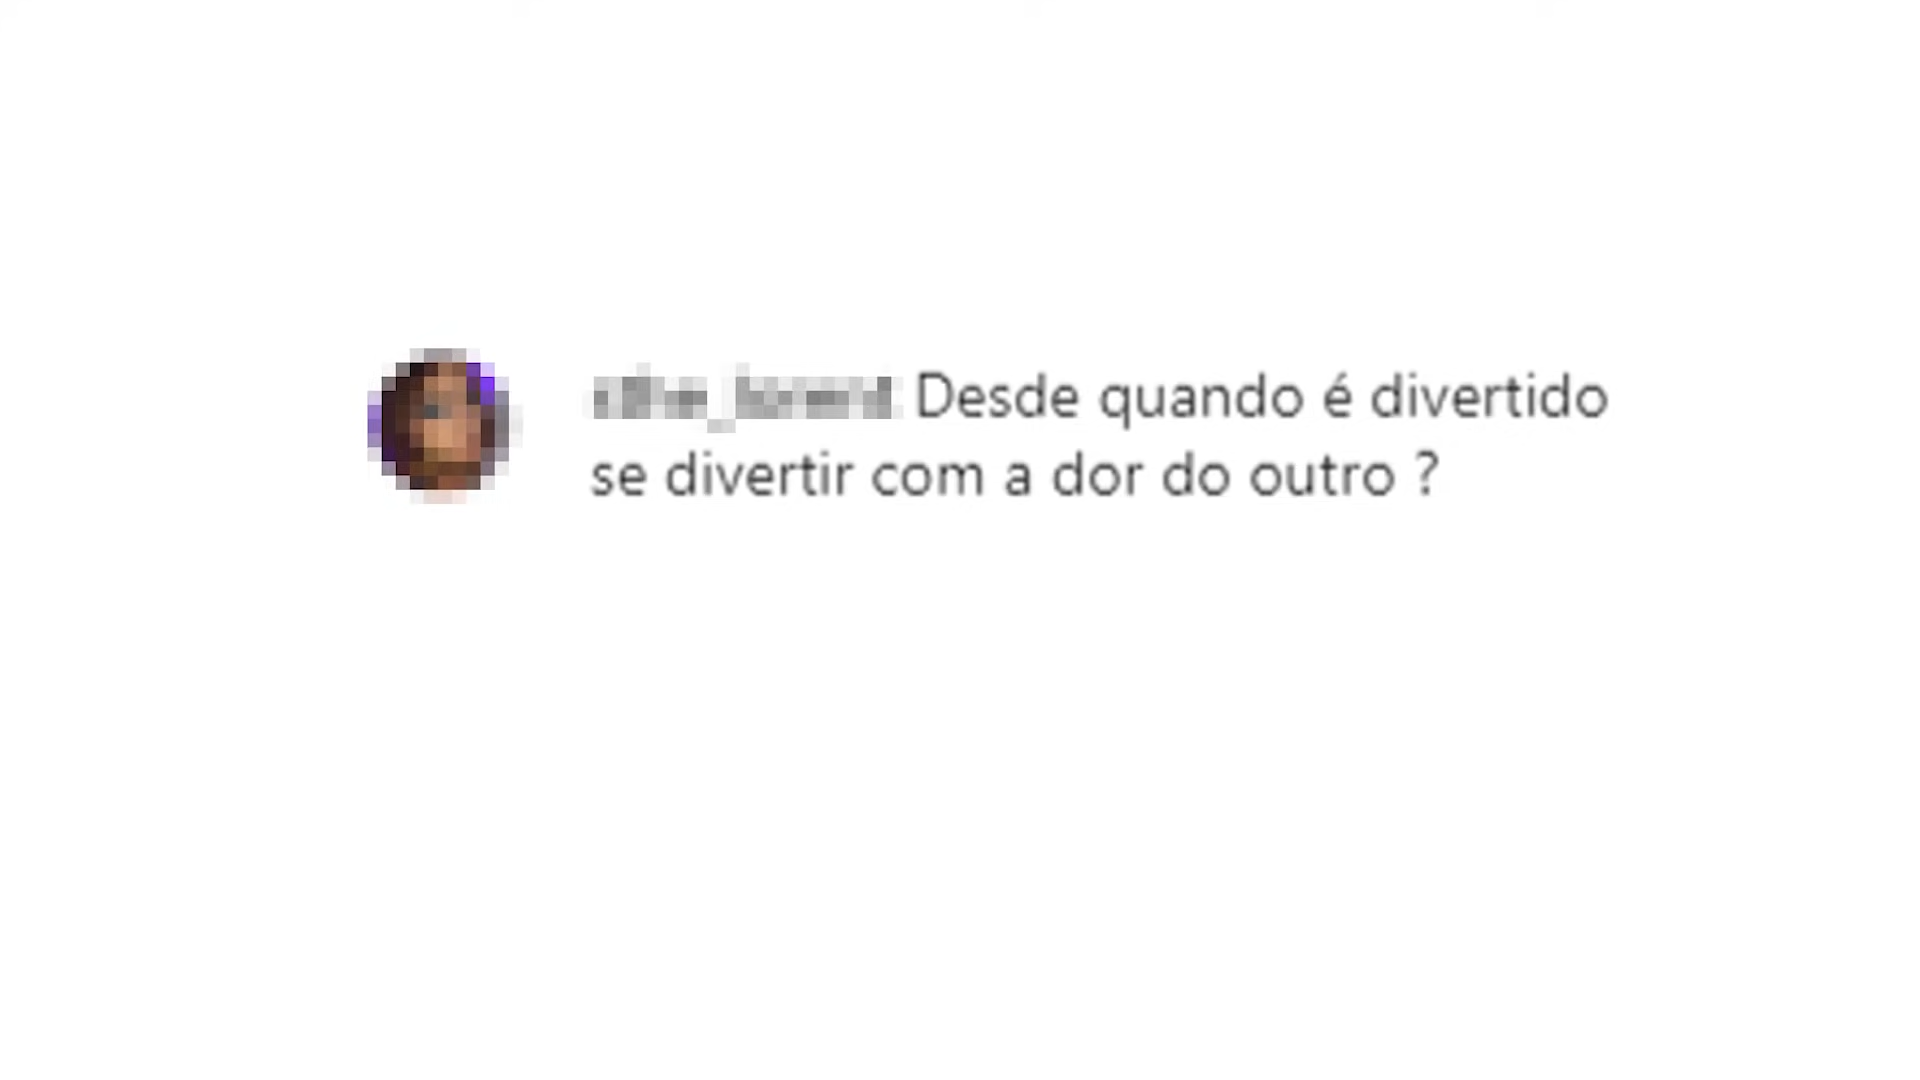 Desde quando é divertido
se divertir com a dor do outro ?